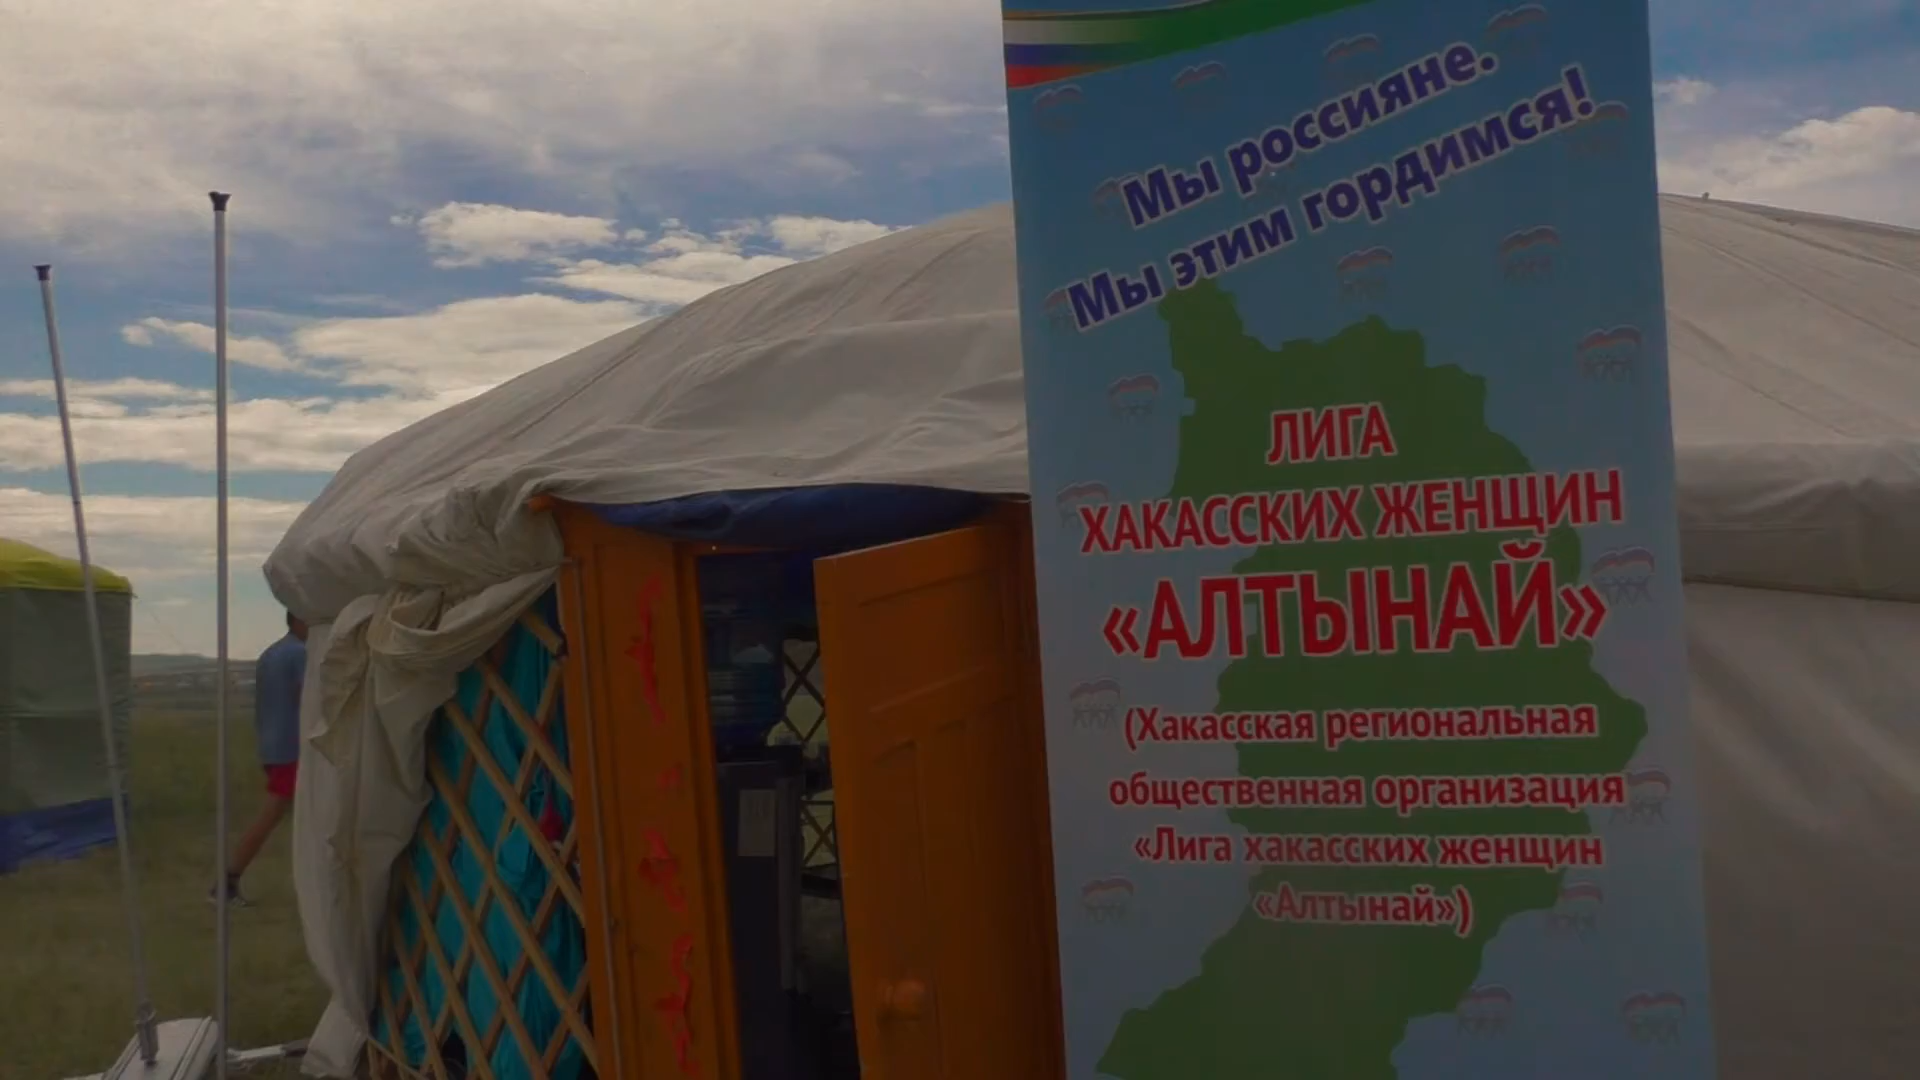 Мы россияне.
Мы этим гордимся!
ЛИГА
ХАКАССКИХ ЖЕНЩИН
«АЛТЫНАЙ»
(Хакасская региональная
общественная организация
«Лига хакасских женщин
«Алтынай»)